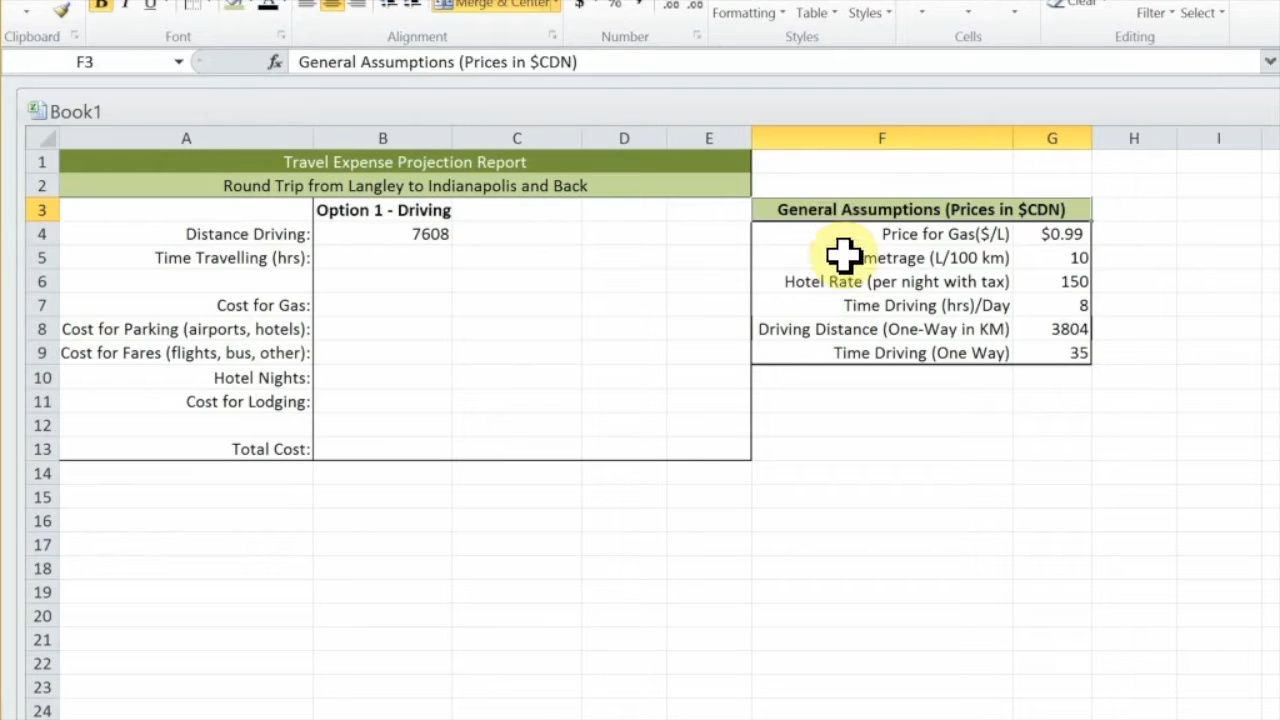 Merge & Center
Formatting Table Styles
Clear
Filter Select
Clipboard Font Alignment Number Styles Cells Editing
F3 fx General Assumptions (Prices in $CDN)
Book1
A B C D E F G H I
1 Travel Expense Projection Report
2 Round Trip from Langley to Indianapolis and Back
3 Option 1 - Driving General Assumptions (Prices in $CDN)
4 Distance Driving: 7608 Price for Gas($/L) $0.99
5 Time Travelling (hrs): (L/100 km) 10
6 Hotel Rate (per night with tax) 150
7 Cost for Gas: Time Driving (hrs)/Day 8
8 Cost for Parking (airports, hotels): Driving Distance (One-Way in KM) 3804
9 Cost for Fares (flights, bus, other): Time Driving (One Way) 35
10 Hotel Nights:
11 Cost for Lodging:
12
13 Total Cost:
14
15
16
17
18
19
20
21
22
23
24